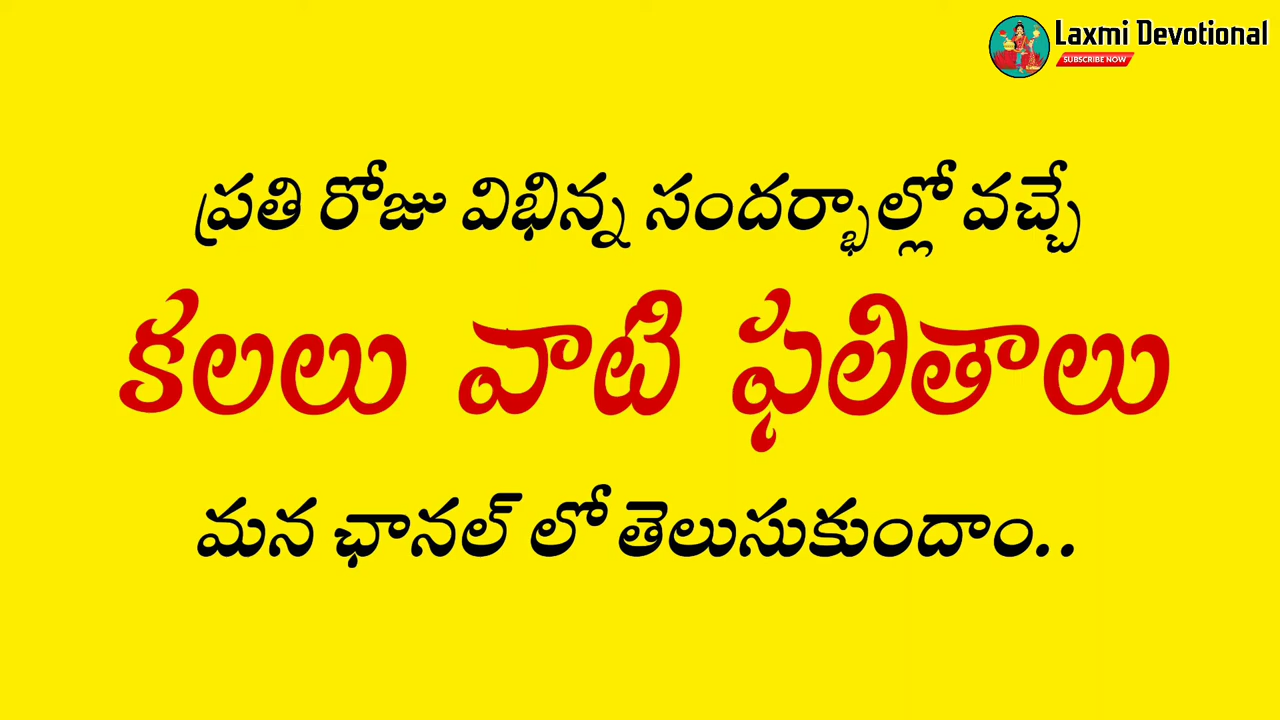 Laxmi Devotional
SUBSCRIBE NOW
ప్రతి రోజు విభిన్న సందర్భాల్లో వచ్చే
కలలు వాటి ఫలితాలు
మన ఛానల్ లో తెలుసుకుందాం..